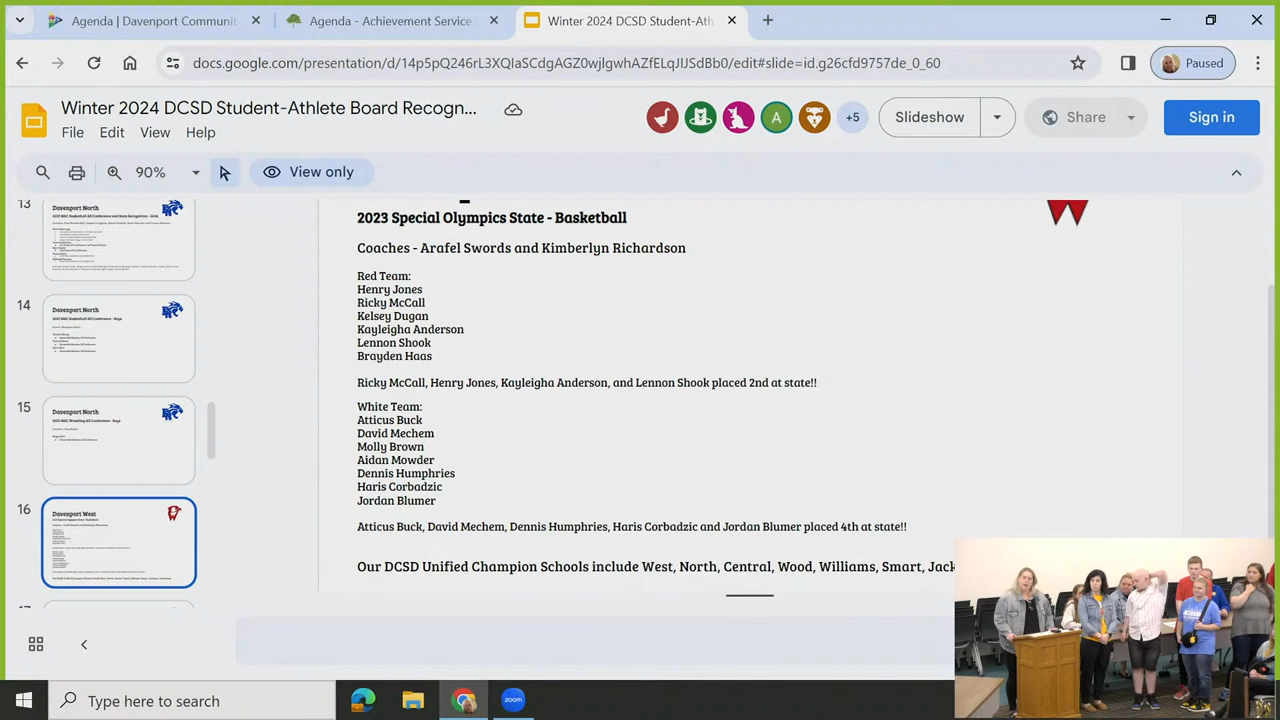 Agenda | Davenport Communi
Agenda - Achievement Service
Winter 2024 DCSD Student-Ath
docs.google.com/presentation/d/14p5pQ246rL3XQIaSCdgAGZ0wjlgwhAZfELqJIJSdBb0/edit#slide=id.g26cfd9757de_0_60
Paused
Winter 2024 DCSD Student-Athlete Board Recogn...
File Edit View Help
A
+5
Slideshow
Share
Sign in
90%
View only
13
Davenport North
14
Davenport North
15
Davenport North
16
Davenport West
2023 Special Olympics State - Basketball
Coaches - Arafel Swords and Kimberlyn Richardson
Red Team:
Henry Jones
Ricky McCall
Kelsey Dugan
Kayleigha Anderson
Lennon Shook
Brayden Haas
Ricky McCall, Henry Jones, Kayleigha Anderson, and Lennon Shook placed 2nd at state!!
White Team:
Atticus Buck
David Mechem
Molly Brown
Aidan Mowder
Dennis Humphries
Haris Corbadzic
Jordan Blumer
Atticus Buck, David Mechem, Dennis Humphries, Haris Corbadzic and Jordan Blumer placed 4th at state!!
Our DCSD Unified Champion Schools include West, North, Central, Wood, Williams, Smart, Jack
Type here to search
zoom